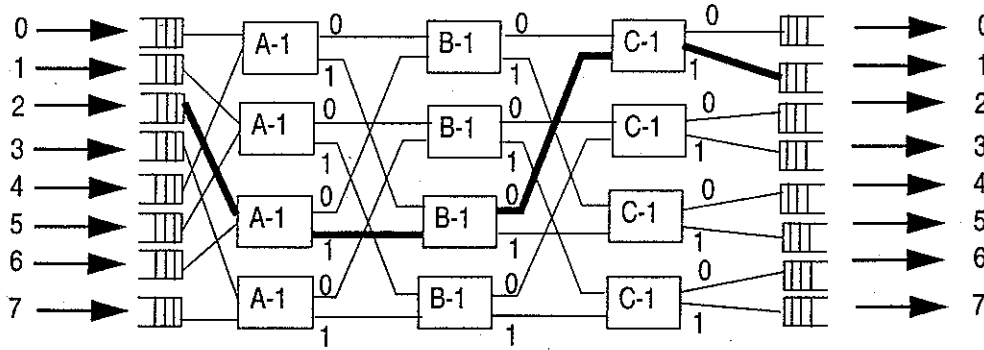 0 A-1 0 B-1 0 C-1 0 0
1 1 1 1 1
2 A-1 0 B-1 0 C-1 0 2
3 1 1 1 3
4 A-1 0 B-1 0 C-1 0 4
5 1 1 1 5
6 A-1 0 B-1 0 C-1 0 6
7 1 1 1 7